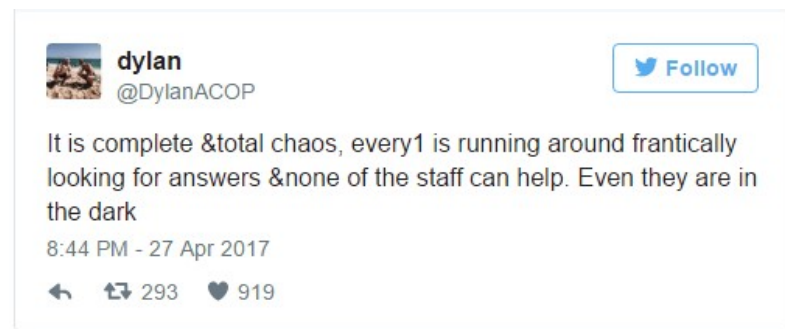 dylan
@DylanACOP
Follow
It is complete &total chaos, every1 is running around frantically
looking for answers &none of the staff can help. Even they are in
the dark
8:44 PM - 27 Apr 2017
293 919